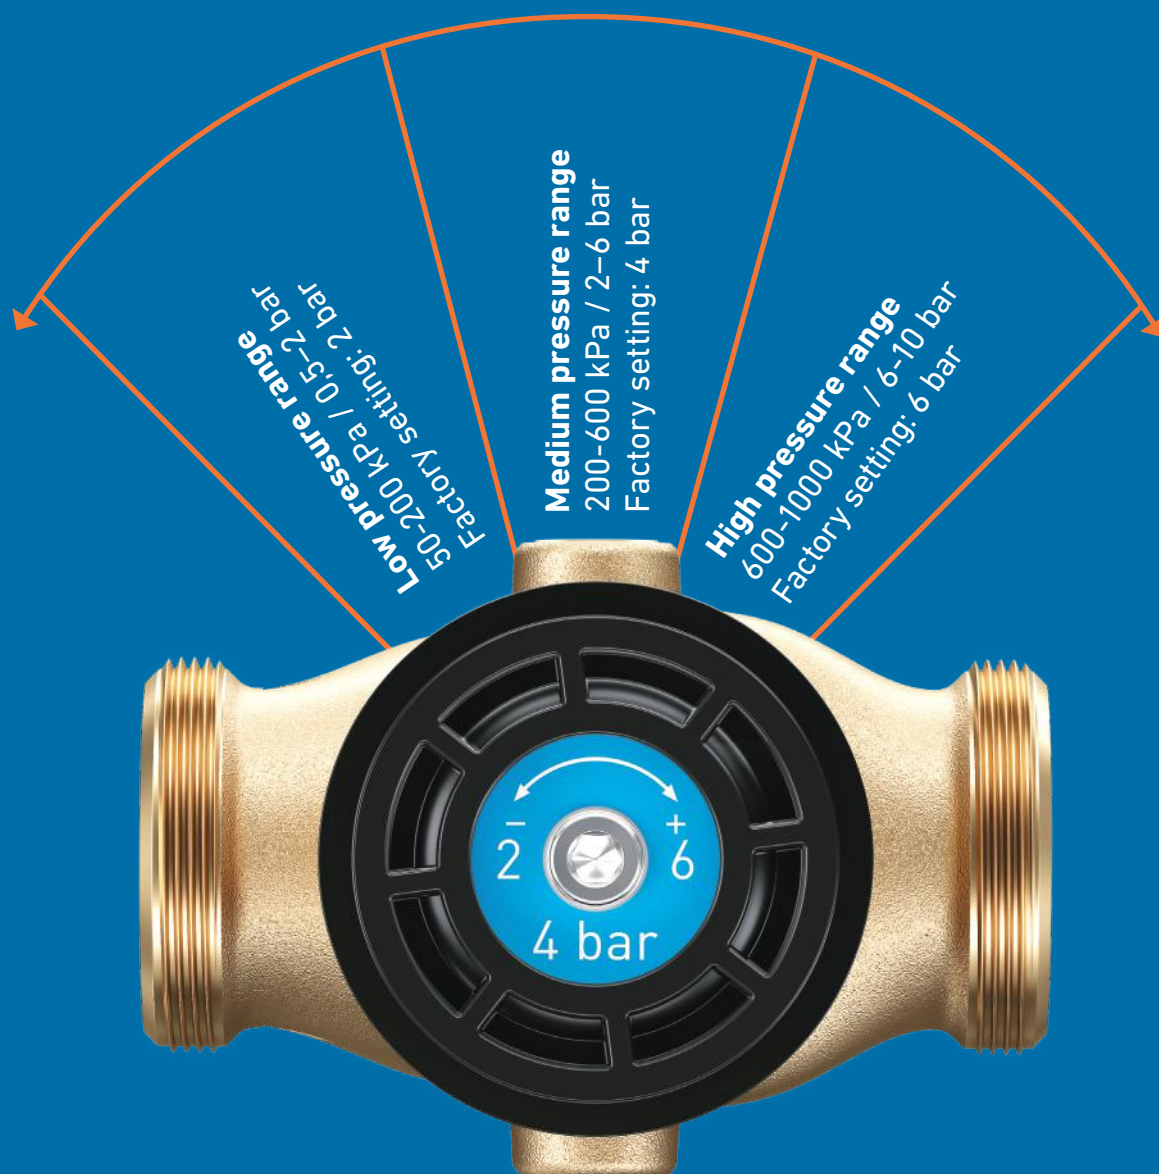 Low pressure range
50-200 kPa / 0,5–2 bar
Factory setting: 2 bar
Medium pressure range
200-600 kPa / 2–6 bar
Factory setting: 4 bar
High pressure range
600-1000 kPa / 6-10 bar
Factory setting: 6 bar
− +
2 6
4 bar